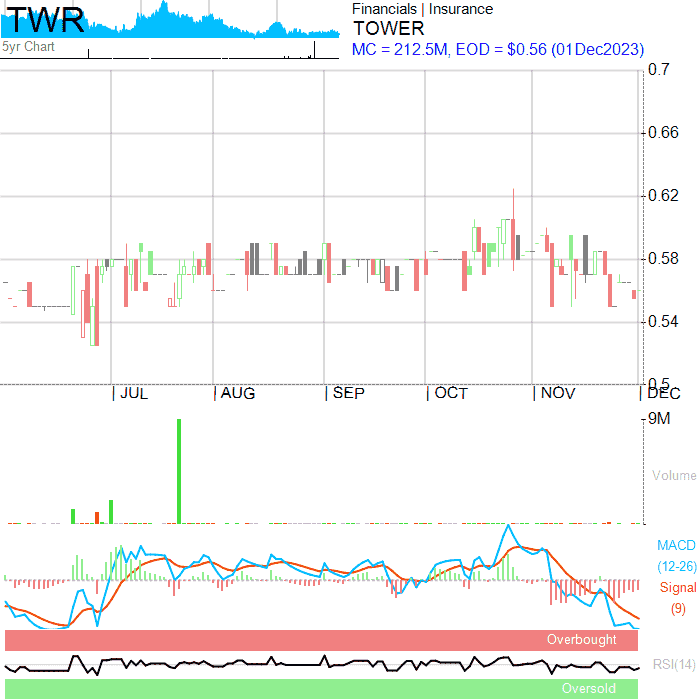 TWR
5yr Chart
Financials | Insurance
TOWER
MC = 212.5M, EOD = $0.56 (01Dec2023)
0.7
0.66
0.62
0.58
0.54
0.5
JUL
AUG
SEP
OCT
NOV
DEC
9M
Volume
MACD
(12-26)
Signal
(9)
Overbought
RSI(14)
Oversold